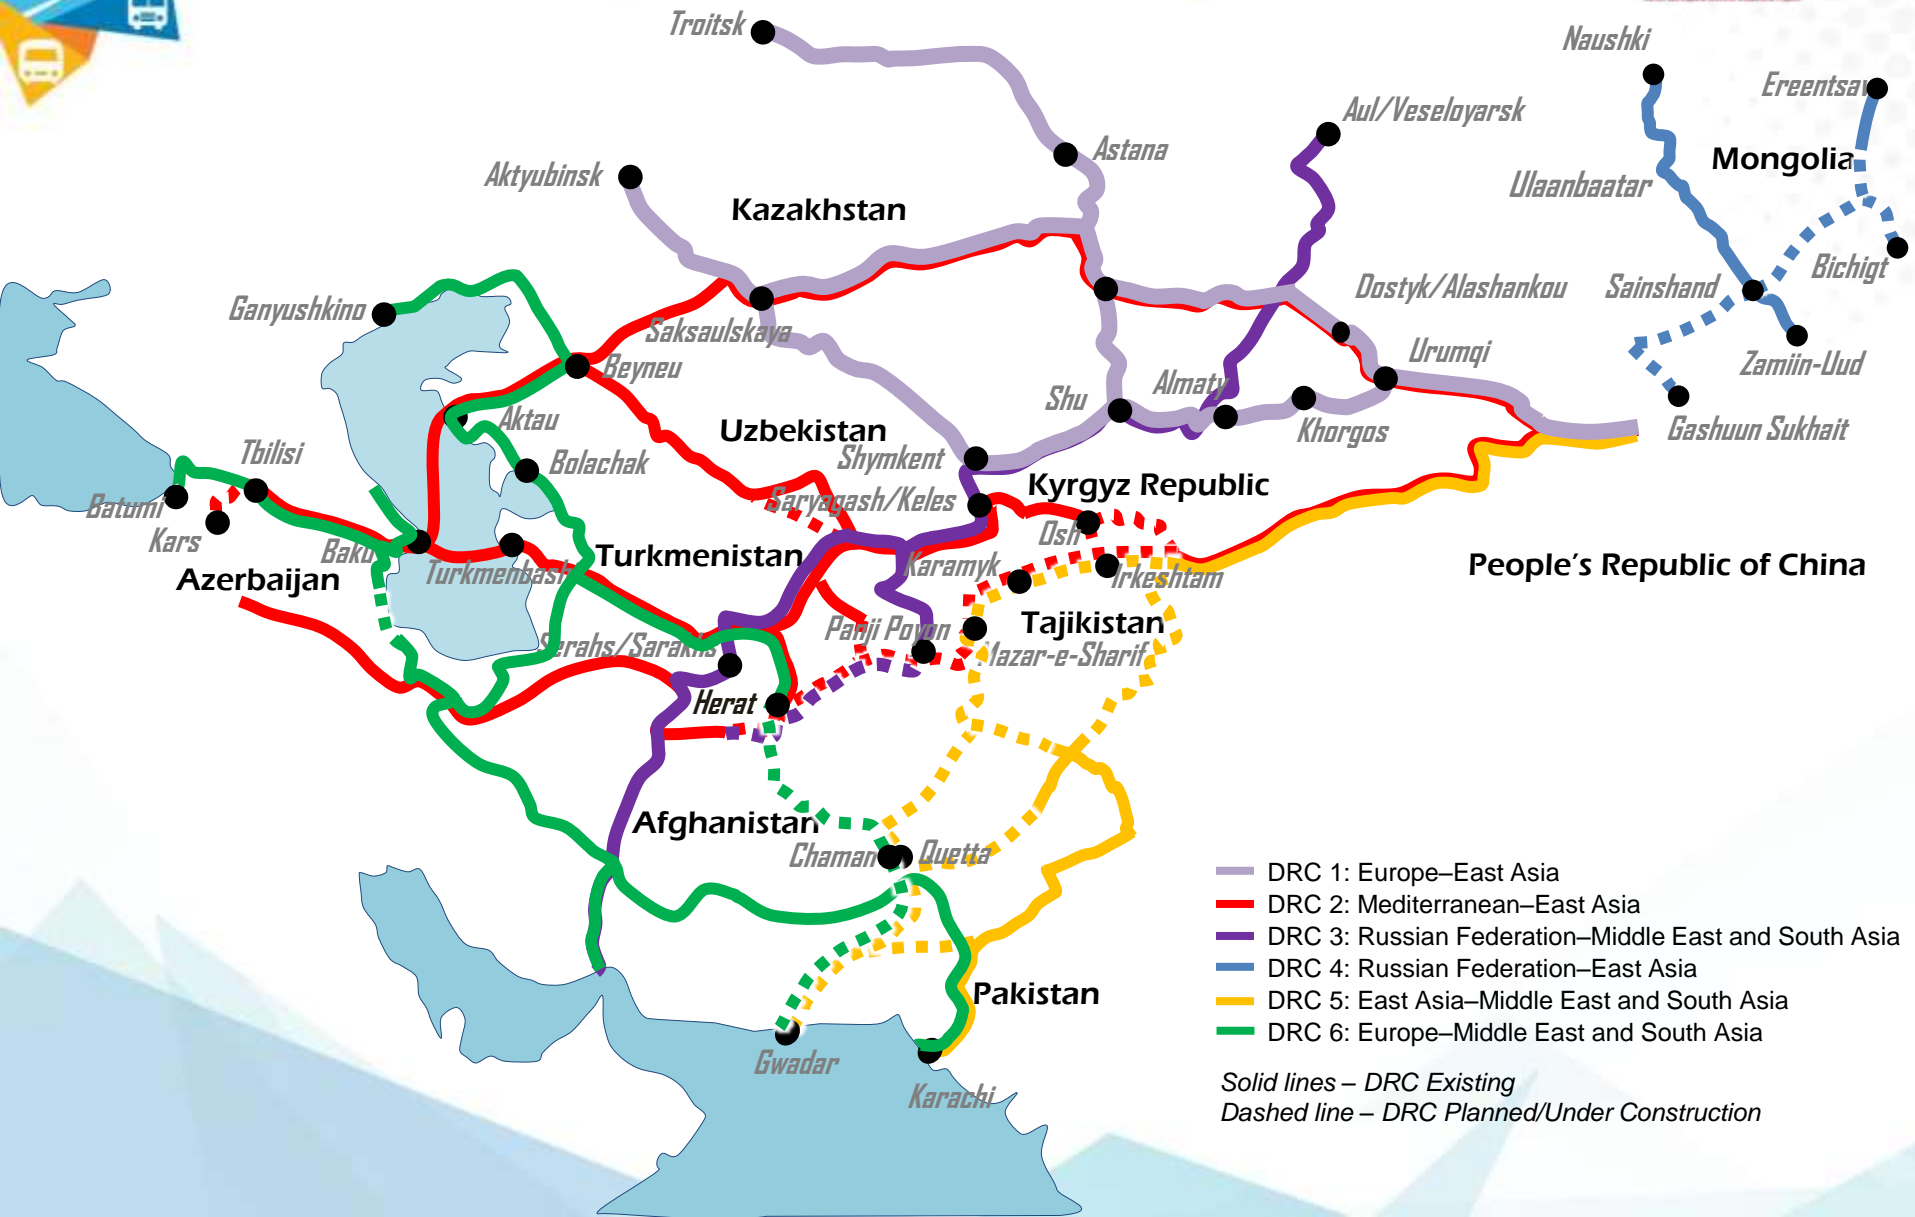 Troitsk
Naushki
Ereentsav
Aul/Veseloyarsk
Astana
Mongolia
Aktyubinsk
Ulaanbaatar
Kazakhstan
Bichigt
Ganyushkino
Dostyk/Alashankou
Sainshand
Saksaulskaya
Urumqi
Zamiin-Uud
Beyneu
Almaty
Shu
Aktau
Uzbekistan
Khorgos
Gashuun Sukhait
Tbilisi
Bolachak
Shymkent
Kyrgyz Republic
Batumi
Saryagash/Keles
Kars
Baku
Osh
Turkmenistan
Karamyk
People's Republic of China
Azerbaijan
Turkmenbashi
Irkeshtam
Panji Poyon
Tajikistan
Serahs/Sarakhs
Mazar-e-Sharif
Herat
Afghanistan
Chaman
Quetta
DRC 1: Europe–East Asia
DRC 2: Mediterranean–East Asia
DRC 3: Russian Federation–Middle East and South Asia
DRC 4: Russian Federation–East Asia
DRC 5: East Asia–Middle East and South Asia
DRC 6: Europe–Middle East and South Asia
Pakistan
Gwadar
Karachi
Solid lines – DRC Existing
Dashed line – DRC Planned/Under Construction